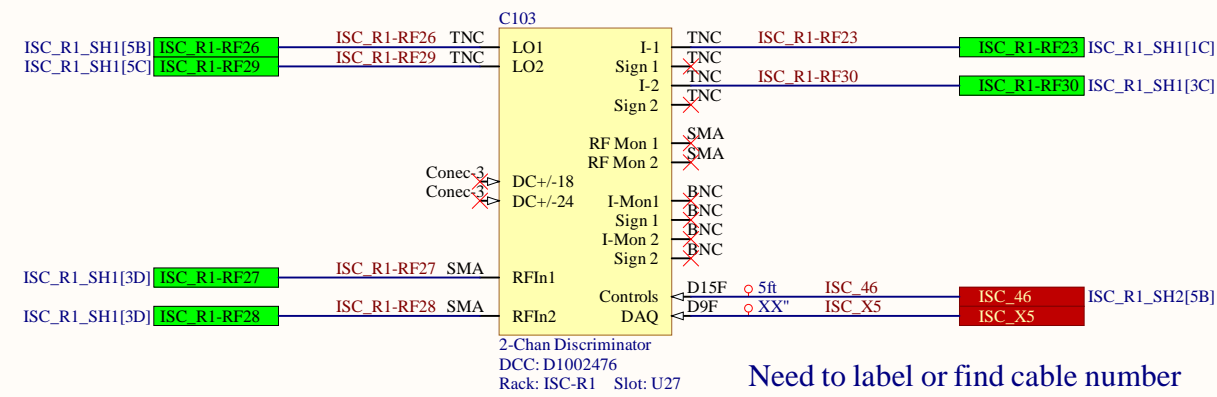 C103
ISC_R1_SH1[5B] ISC_R1-RF26 ISC_R1-RF26 TNC LO1 I-1 TNC ISC_R1-RF23 ISC_R1-RF23 ISC_R1_SH1[1C]
ISC_R1_SH1[5C] ISC_R1-RF29 ISC_R1-RF29 TNC LO2 Sign 1 TNC
I-2 TNC ISC_R1-RF30 ISC_R1-RF30 ISC_R1_SH1[3C]
Sign 2 TNC
RF Mon 1 SMA
RF Mon 2 SMA
Conec-3 DC+/-18
Conec-3 DC+/-24 I-Mon1 BNC
Sign 1 BNC
I-Mon 2 BNC
Sign 2 BNC
ISC_R1_SH1[3D] ISC_R1-RF27 ISC_R1-RF27 SMA RFIn1
Controls D15F 5ft ISC_46 ISC_46 ISC_R1_SH2[5B]
ISC_R1_SH1[3D] ISC_R1-RF28 ISC_R1-RF28 SMA RFIn2 DAQ D9F XX" ISC_X5 ISC_X5
2-Chan Discriminator
DCC: D1002476
Rack: ISC-R1 Slot: U27
Need to label or find cable number